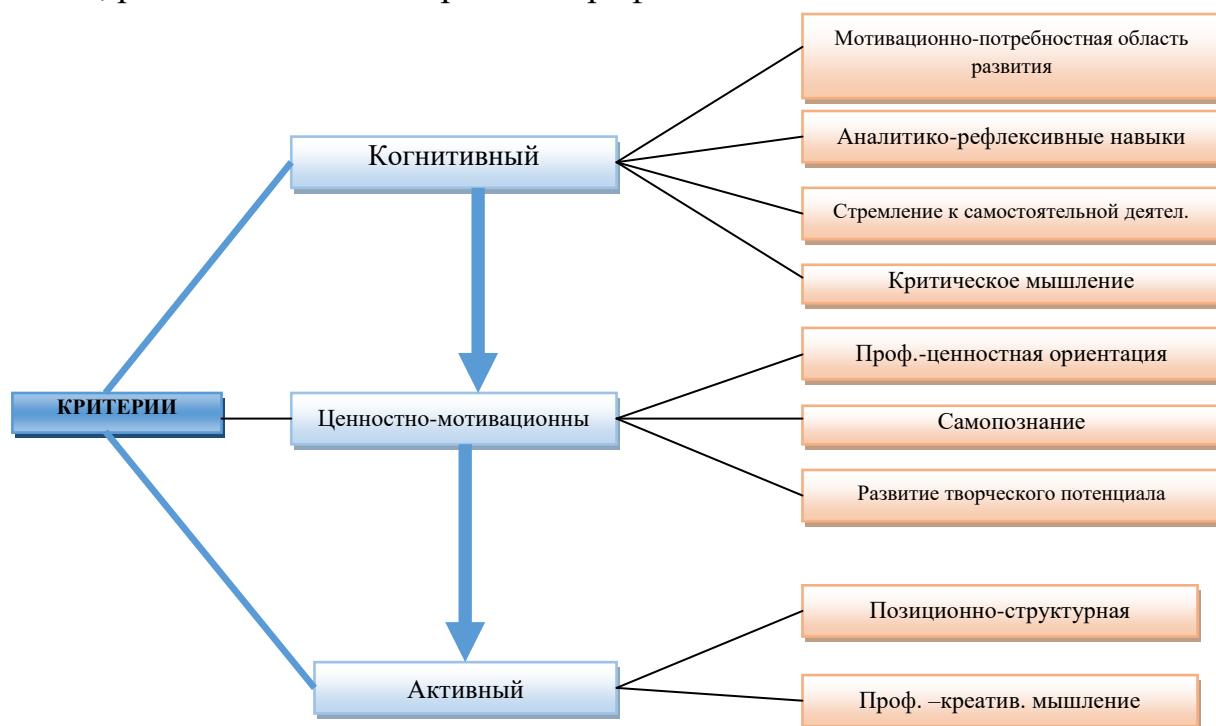 Мотивационно-потребностная область
развития
Когнитивный
Аналитико-рефлексивные навыки
Стремление к самостоятельной деятел.
Критическое мышление
КРИТЕРИИ
Ценностно-мотивационны
Проф.-ценностная ориентация
Самопознание
Развитие творческого потенциала
Активный
Позиционно-структурная
Проф. –креатив. мышление